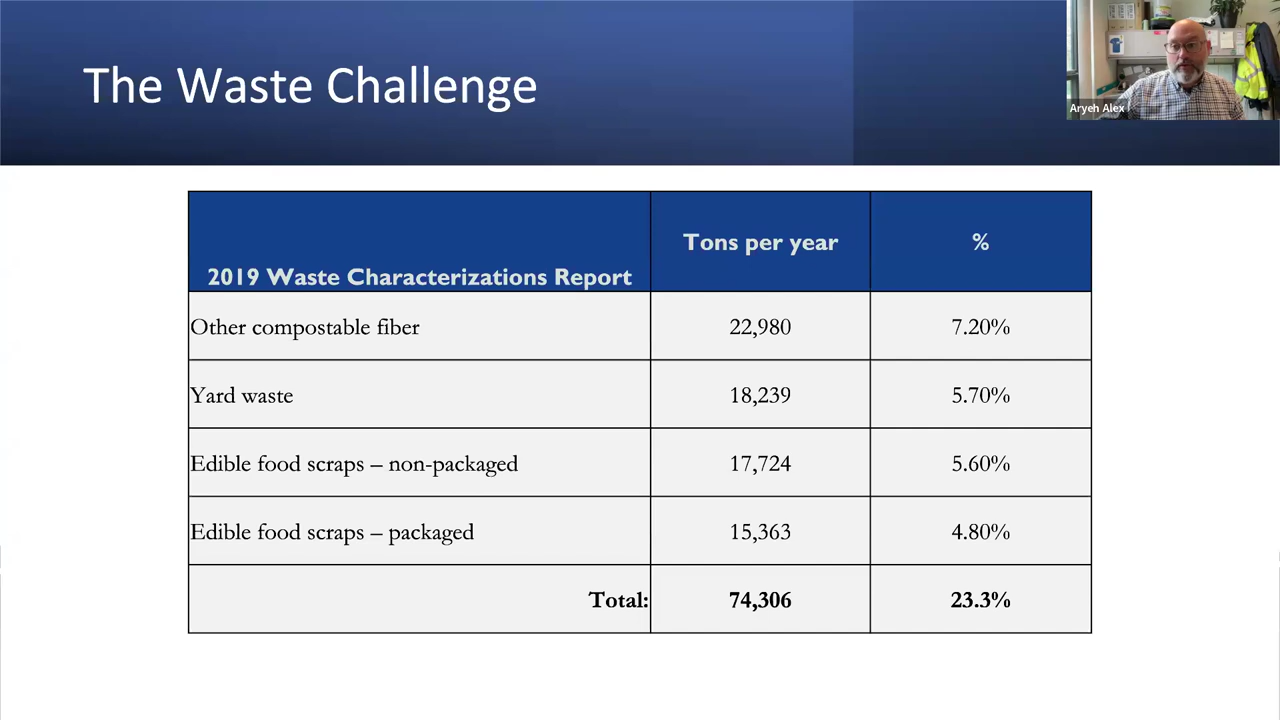 The Waste Challenge
Aryeh Alex
2019 Waste Characterizations Report
Tons per year
%
Other compostable fiber
22,980
7.20%
Yard waste
18,239
5.70%
Edible food scraps – non-packaged
17,724
5.60%
Edible food scraps – packaged
15,363
4.80%
Total:
74,306
23.3%